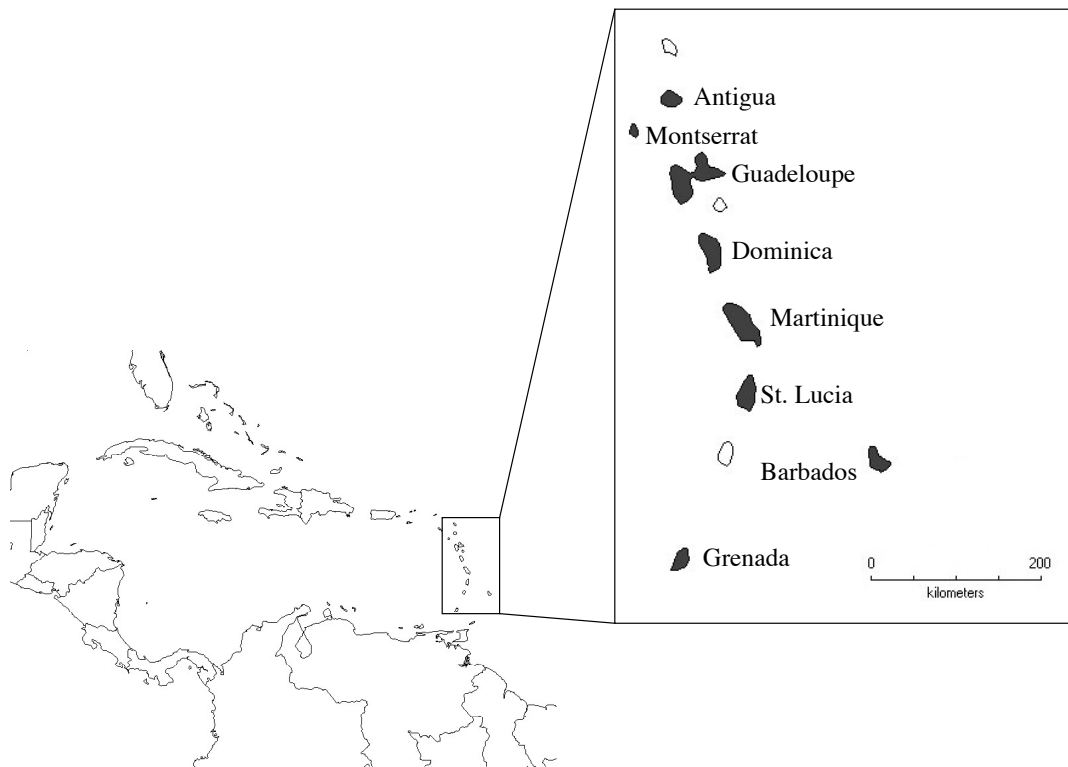 Antigua
Montserrat
Guadeloupe
Dominica
Martinique
St. Lucia
Barbados
Grenada
0 200
kilometers